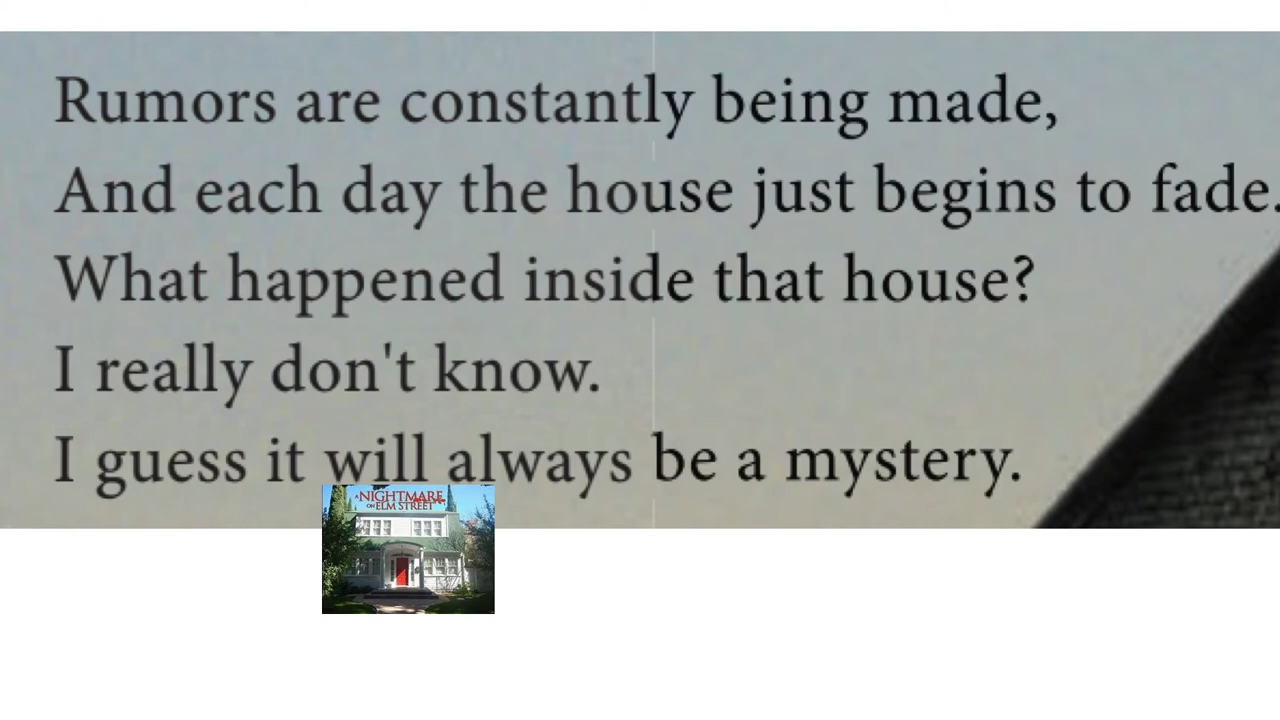 Rumors are constantly being made,
And each day the house just begins to fade.
What happened inside that house?
I really don't know.
I guess it will always be a mystery.
A NIGHTMARE
ON ELM STREET